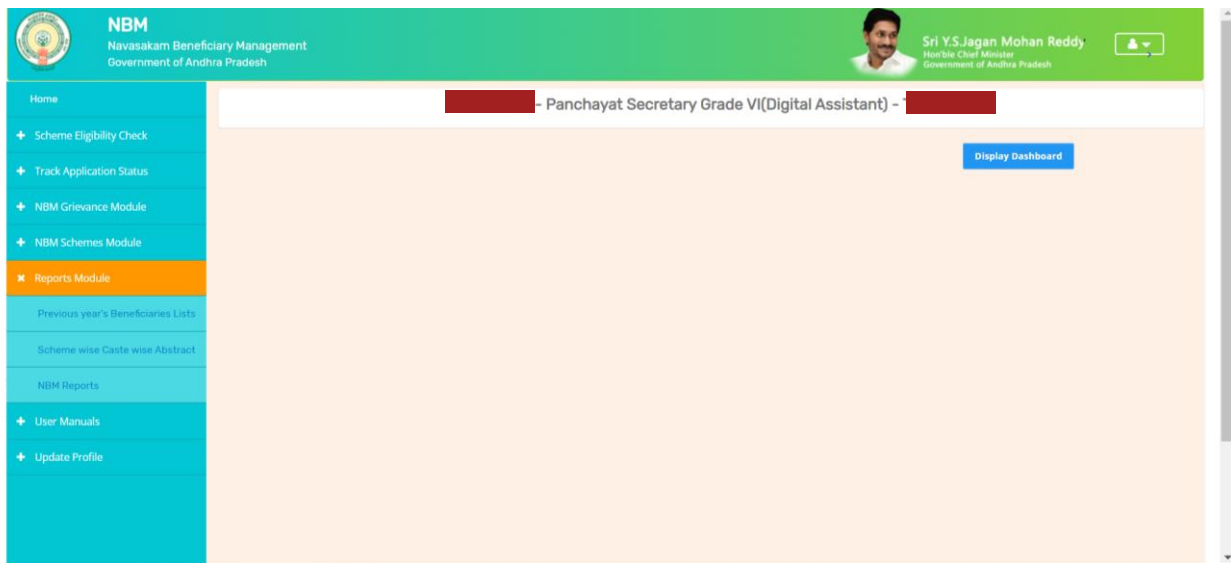 NBM
Navasakam Beneficiary Management
Government of Andhra Pradesh
Sri Y.S.Jagan Mohan Reddy
Hon'ble Chief Minister
Government of Andhra Pradesh
Home
- Panchayat Secretary Grade VI(Digital Assistant) -
Scheme Eligibility Check
Display Dashboard
Track Application Status
NBM Grievance Module
NBM Schemes Module
Reports Module
Previous year's Beneficiaries Lists
Scheme wise Caste wise Abstract
NBM Reports
User Manuals
Update Profile